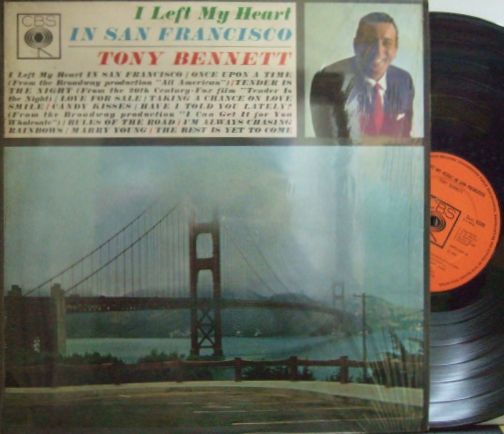 CBS
I Left My Heart
IN SAN FRANCISCO
TONY BENNETT
I Left My Heart IN SAN FRANCISCO / ONCE UPON A TIME
(From the Broadway production "All American") / TENDER IS
THE NIGHT (From the 20th Century-Fox film "Tender Is
the Night) / LOVE FOR SALE / TAKING A CHANCE ON LOVE
SMILE / CANDY KISSES / HAVE I TOLD YOU LATELY?
(From the Broadway production "I Can Get it for You
Wholesale") / RULES OF THE ROAD / I'M ALWAYS CHASING
RAINBOWS / MARRY YOUNG / THE BEST IS YET TO COME
CBS